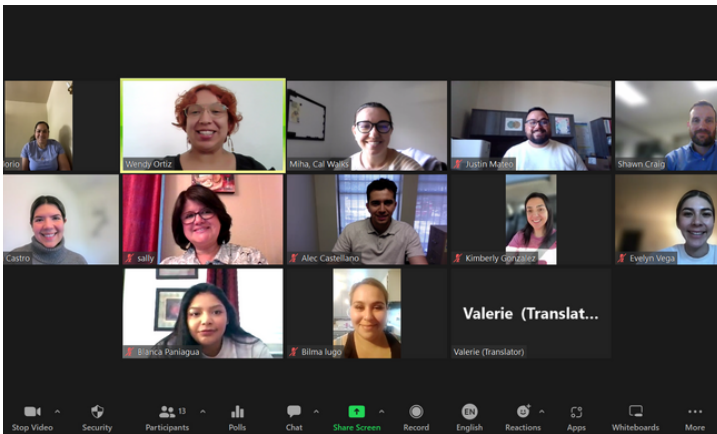 iorio
Wendy Ortiz
Miha, Cal Walks
Justin Mateo
Shawn Craig
Castro
sally
Alec Castellano
Kimberly Gonzalez
Evelyn Vega
Blanca Paniagua
Bilma lugo
Valerie (Translat...
Valerie (Translator)
13
EN
Stop Video
Security
Participants
Polls
Chat
Share Screen
Record
English
Reactions
Apps
Whiteboards
More